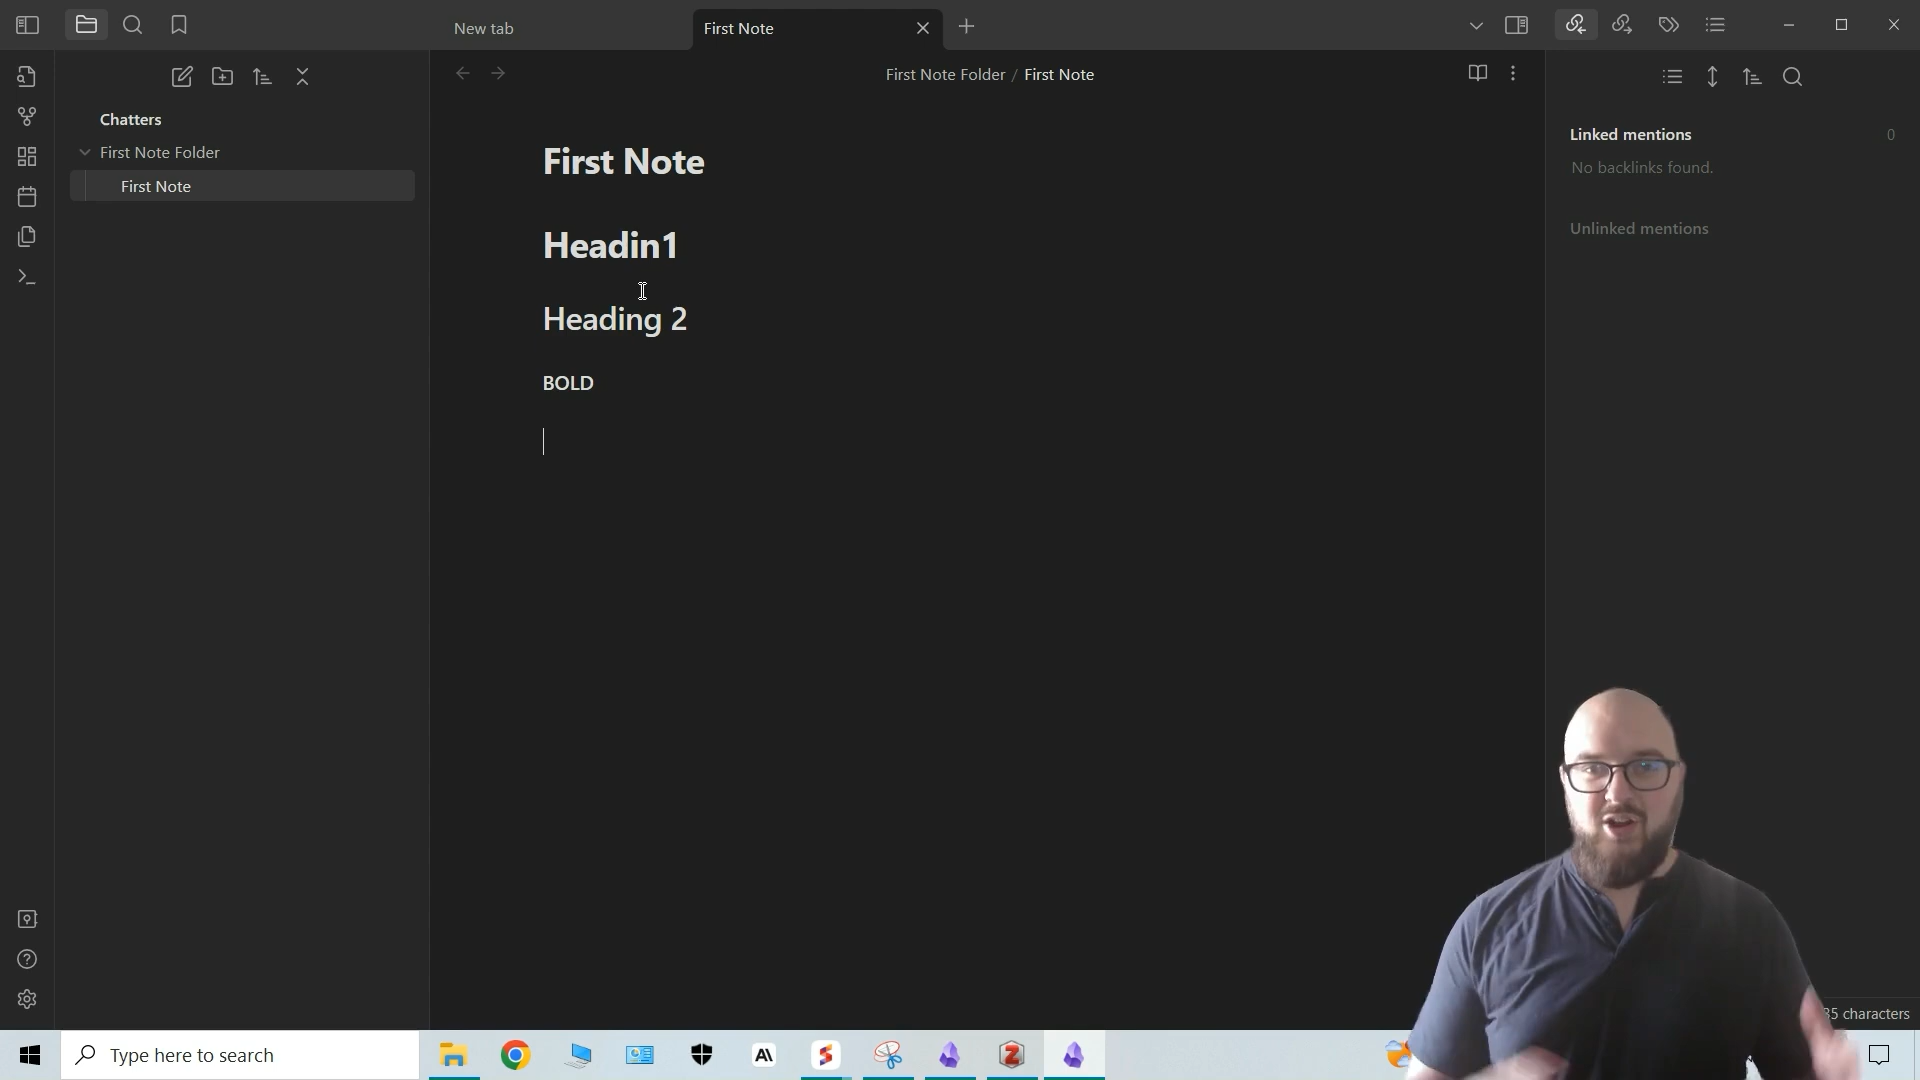 New tab
First Note
First Note Folder / First Note
Chatters
First Note Folder
First Note
First Note
Headin1
Heading 2
BOLD
Linked mentions 0
No backlinks found.
Unlinked mentions
35 characters
Type here to search